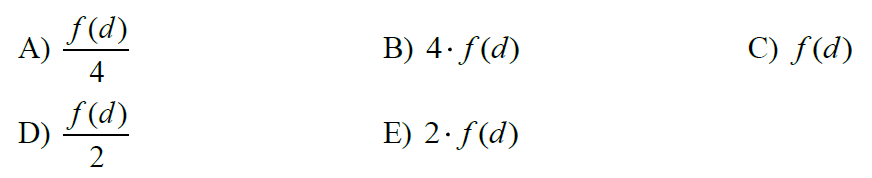 A) f(d)/4 B) 4·f(d) C) f(d)
D) f(d)/2 E) 2·f(d)